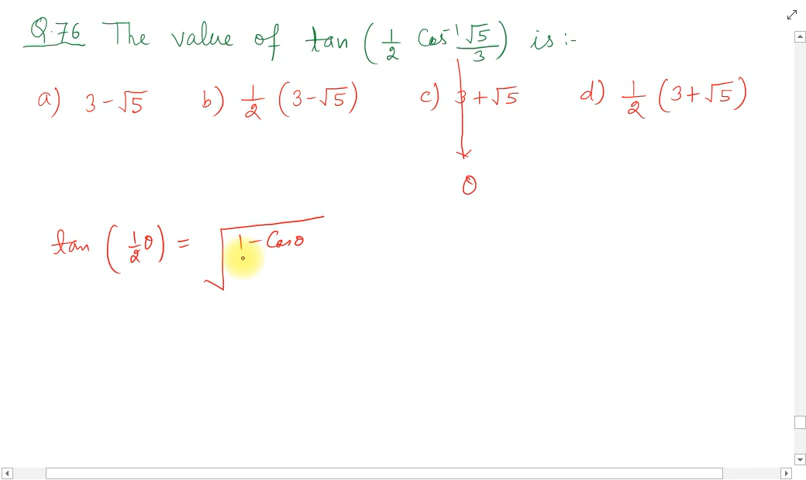 Q.76 The value of tan (1/2 Cos⁻¹ √5/3) is :-
a) 3-√5 b) 1/2 (3-√5) c) 3+√5 d) 1/2 (3+√5)
θ
tan (1/2 θ) = √(1 - Cosθ